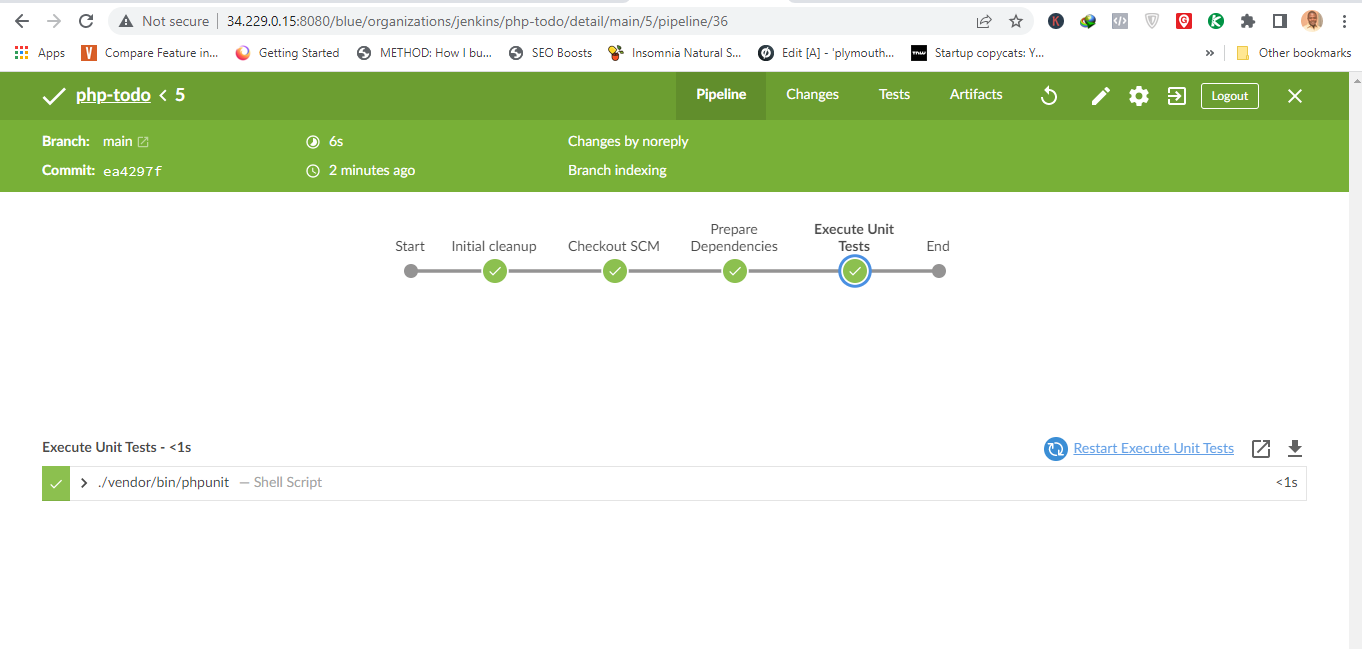 Not secure 34.229.0.15:8080/blue/organizations/jenkins/php-todo/detail/main/5/pipeline/36
Apps Compare Feature in... Getting Started METHOD: How I bu... SEO Boosts Insomnia Natural S... Edit [A] - 'plymouth... Startup copycats: Y... » Other bookmarks
php-todo < 5 Pipeline Changes Tests Artifacts Logout
Branch: main 6s Changes by noreply
Commit: ea4297f 2 minutes ago Branch indexing
Start Initial cleanup Checkout SCM Prepare Dependencies Execute Unit Tests End
Execute Unit Tests - <1s Restart Execute Unit Tests
./vendor/bin/phpunit — Shell Script <1s